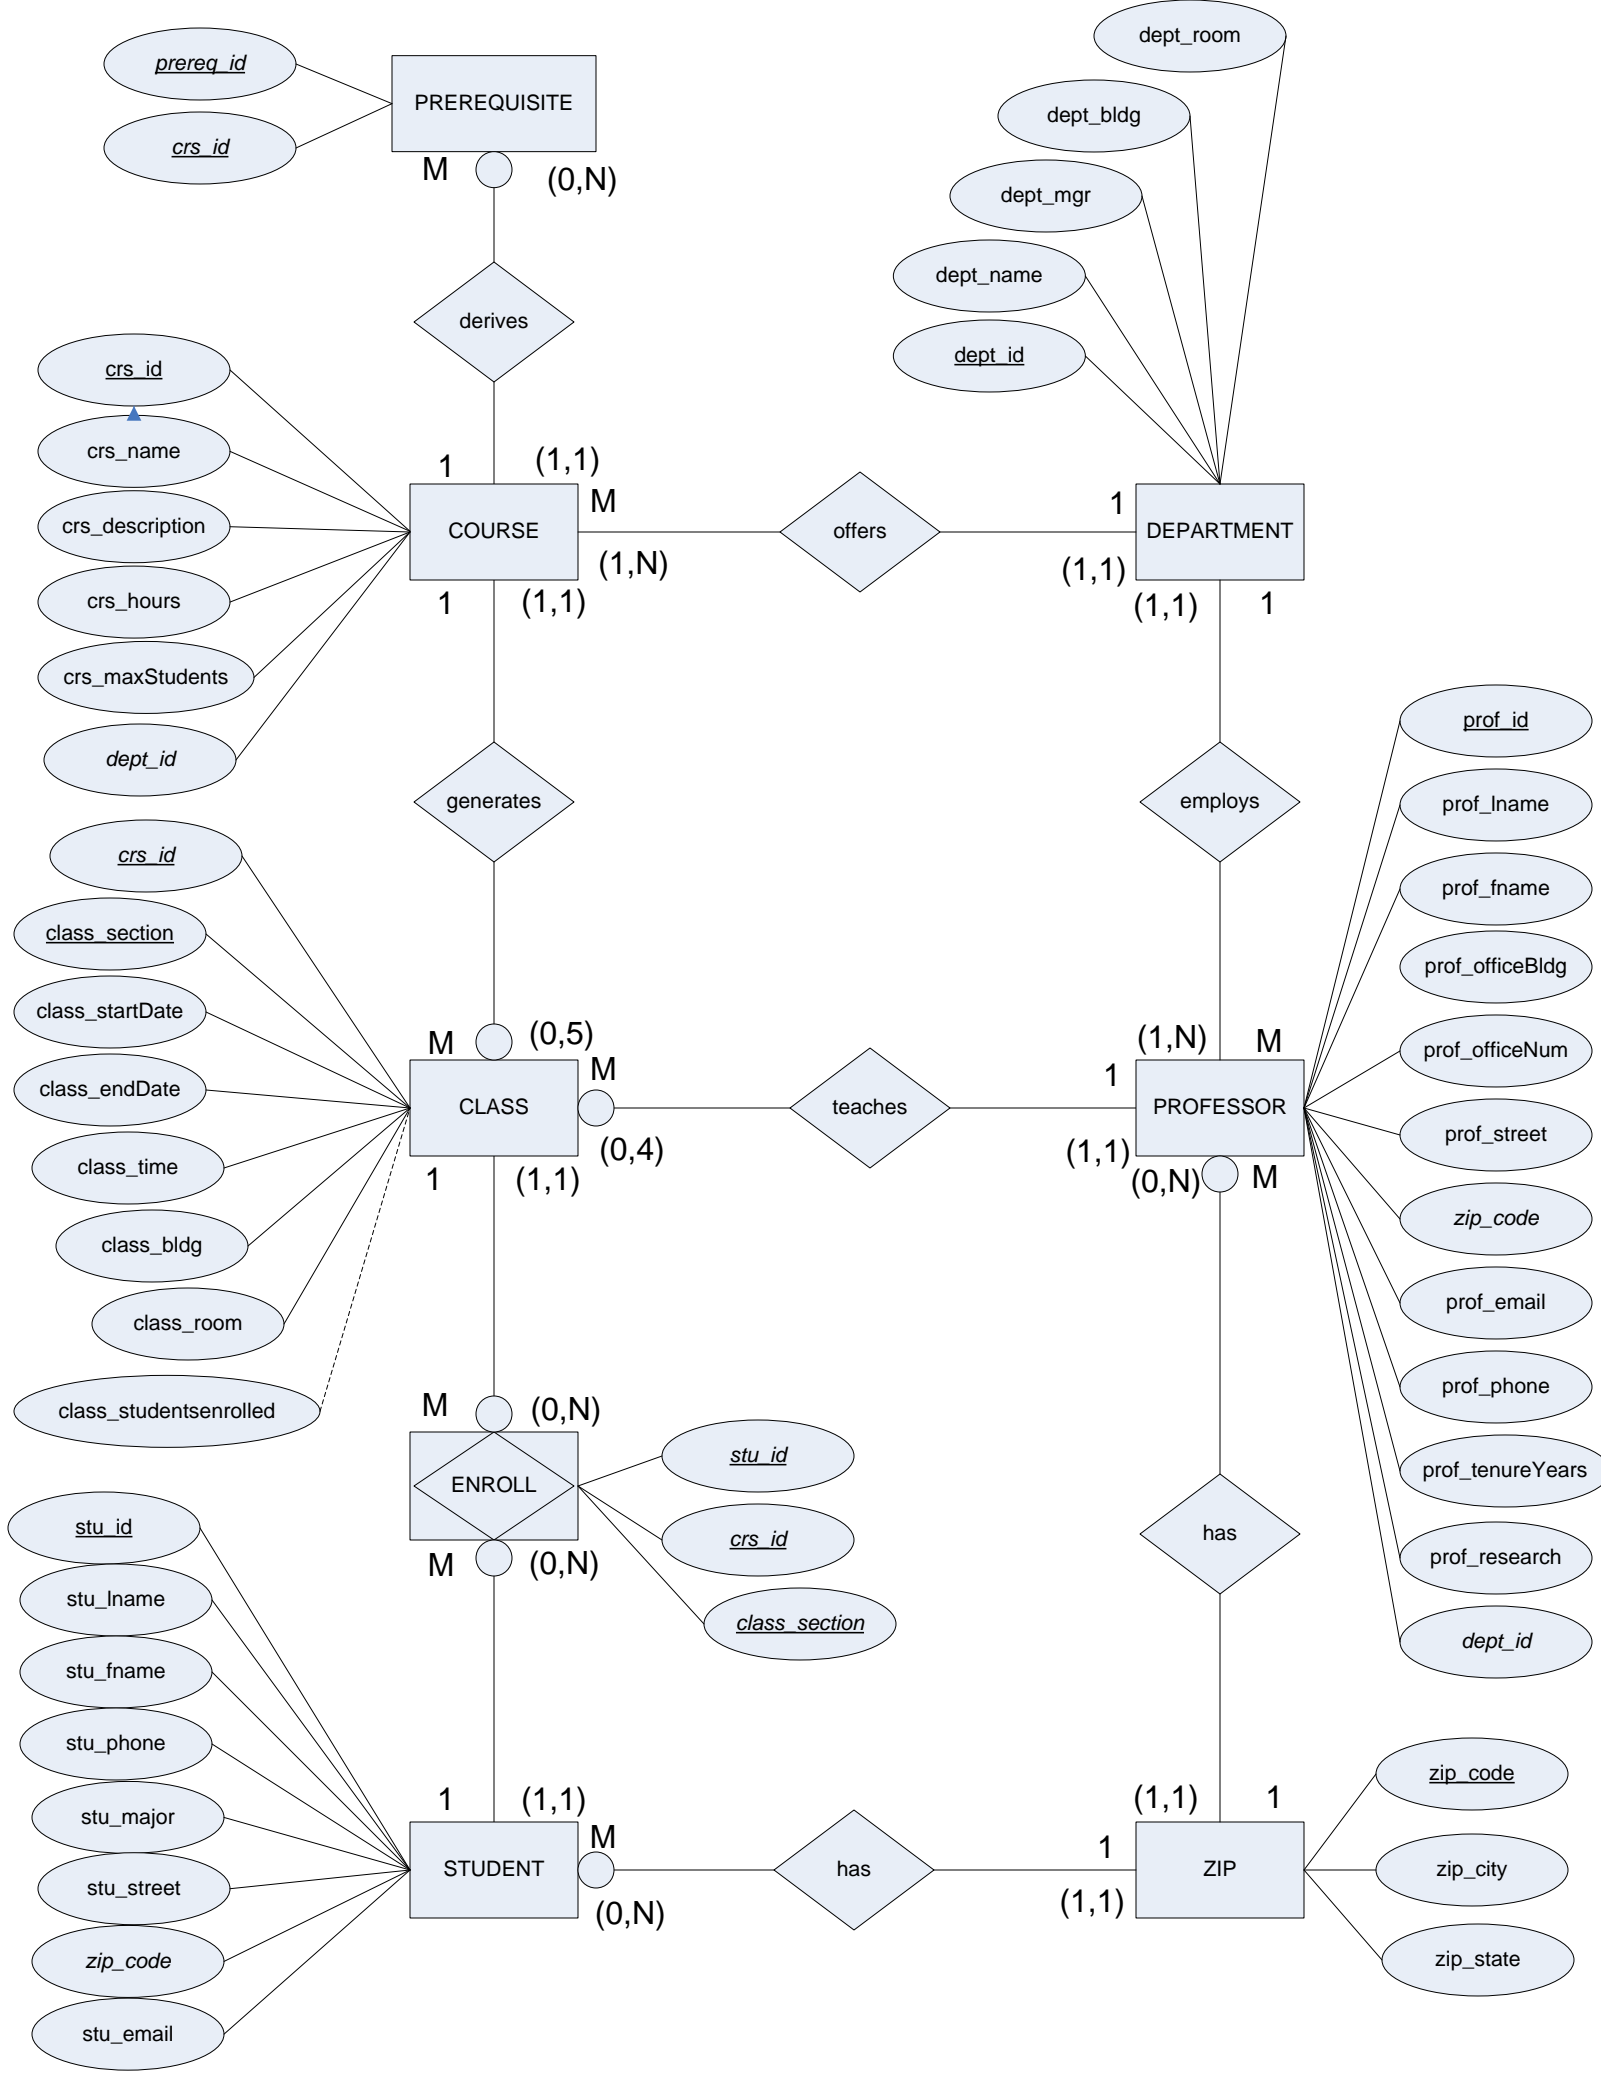 dept_room
prereq_id
PREREQUISITE
dept_bldg
crs_id
M
(0,N)
dept_mgr
dept_name
derives
dept_id
crs_id
crs_name
1
(1,1)
M
1
crs_description
COURSE
offers
DEPARTMENT
(1,N)
(1,1)
crs_hours
1
(1,1)
(1,1)
1
crs_maxStudents
prof_id
dept_id
generates
employs
prof_lname
crs_id
prof_fname
class_section
prof_officeBldg
class_startDate
M
(0,5)
(1,N)
M
prof_officeNum
M
1
class_endDate
CLASS
teaches
PROFESSOR
prof_street
(0,4)
(1,1)
class_time
1
(1,1)
(0,N)
M
zip_code
class_bldg
prof_email
class_room
prof_phone
class_studentsenrolled
M
(0,N)
stu_id
prof_tenureYears
ENROLL
stu_id
crs_id
has
prof_research
M
(0,N)
stu_lname
class_section
dept_id
stu_fname
stu_phone
zip_code
stu_major
1
(1,1)
(1,1)
1
M
1
stu_street
STUDENT
has
ZIP
zip_city
(0,N)
(1,1)
zip_code
zip_state
stu_email